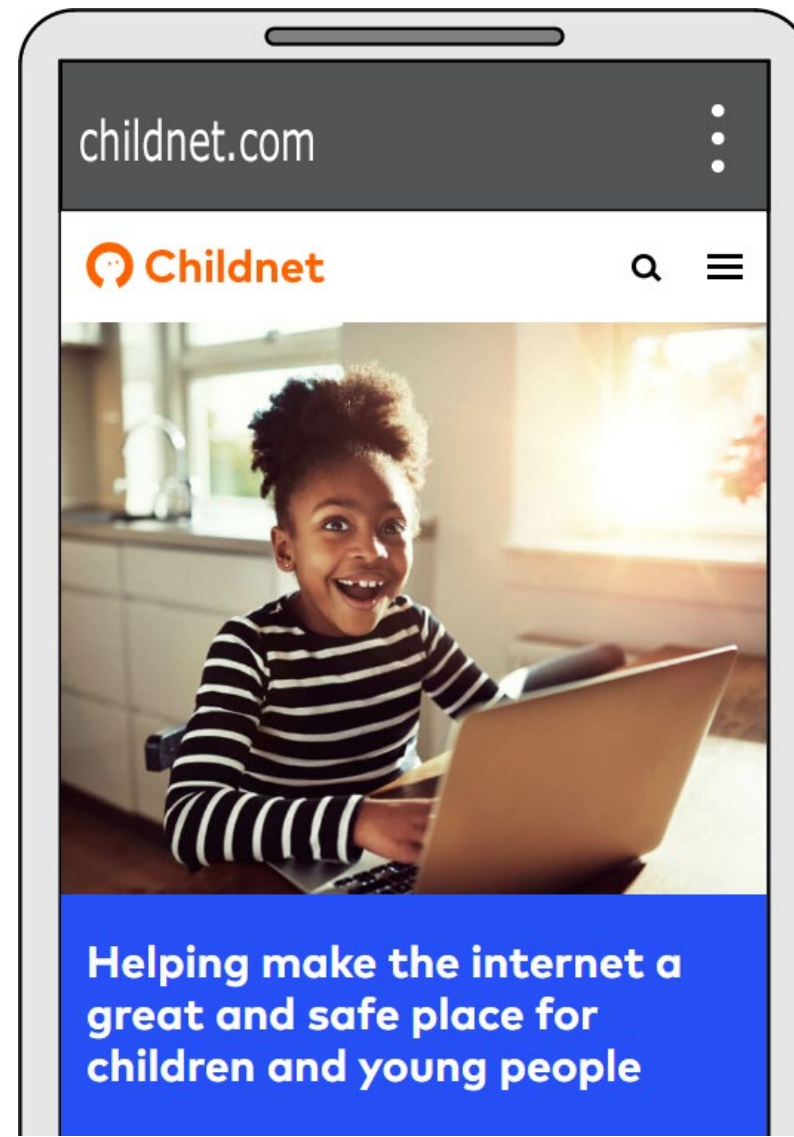 childnet.com
Childnet
Helping make the internet a
great and safe place for
children and young people